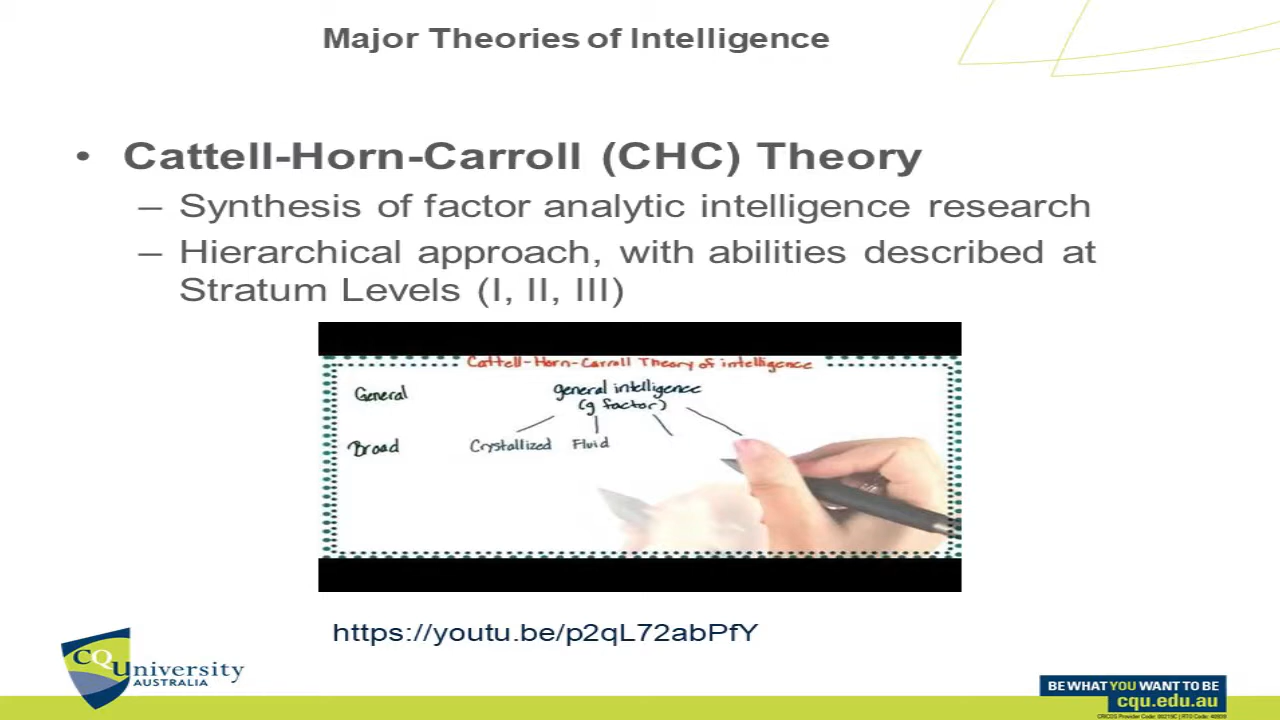 Major Theories of Intelligence
• Cattell-Horn-Carroll (CHC) Theory
– Synthesis of factor analytic intelligence research
– Hierarchical approach, with abilities described at
Stratum Levels (I, II, III)
Cattell-Horn-Carroll Theory of intelligence
General
general intelligence
(g factor)
Broad
Crystallized Fluid
https://youtu.be/p2qL72abPfY
CQUniversity
AUSTRALIA
BE WHAT YOU WANT TO BE
cqu.edu.au